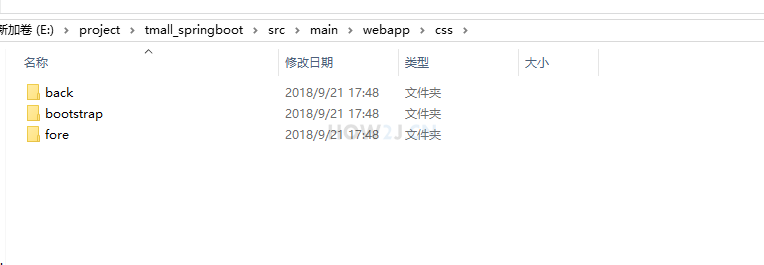 新加卷 (E:) > project > tmall_springboot > src > main > webapp > css >
名称 修改日期 类型 大小
back 2018/9/21 17:48 文件夹
bootstrap 2018/9/21 17:48 文件夹
fore 2018/9/21 17:48 文件夹
HOW2J.CN